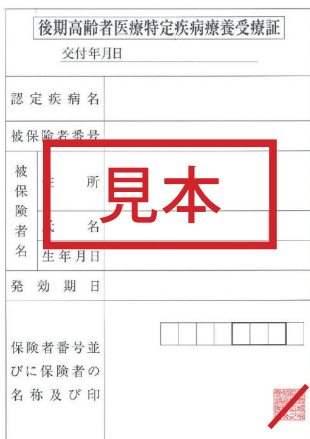 後期高齢者医療特定疾病療養受療証
交付年月日
認定疾病名
被保険者番号
被保険者名
住所
氏名
生年月日
見本
発効期日
保険者番号並
びに保険者の
名称及び印